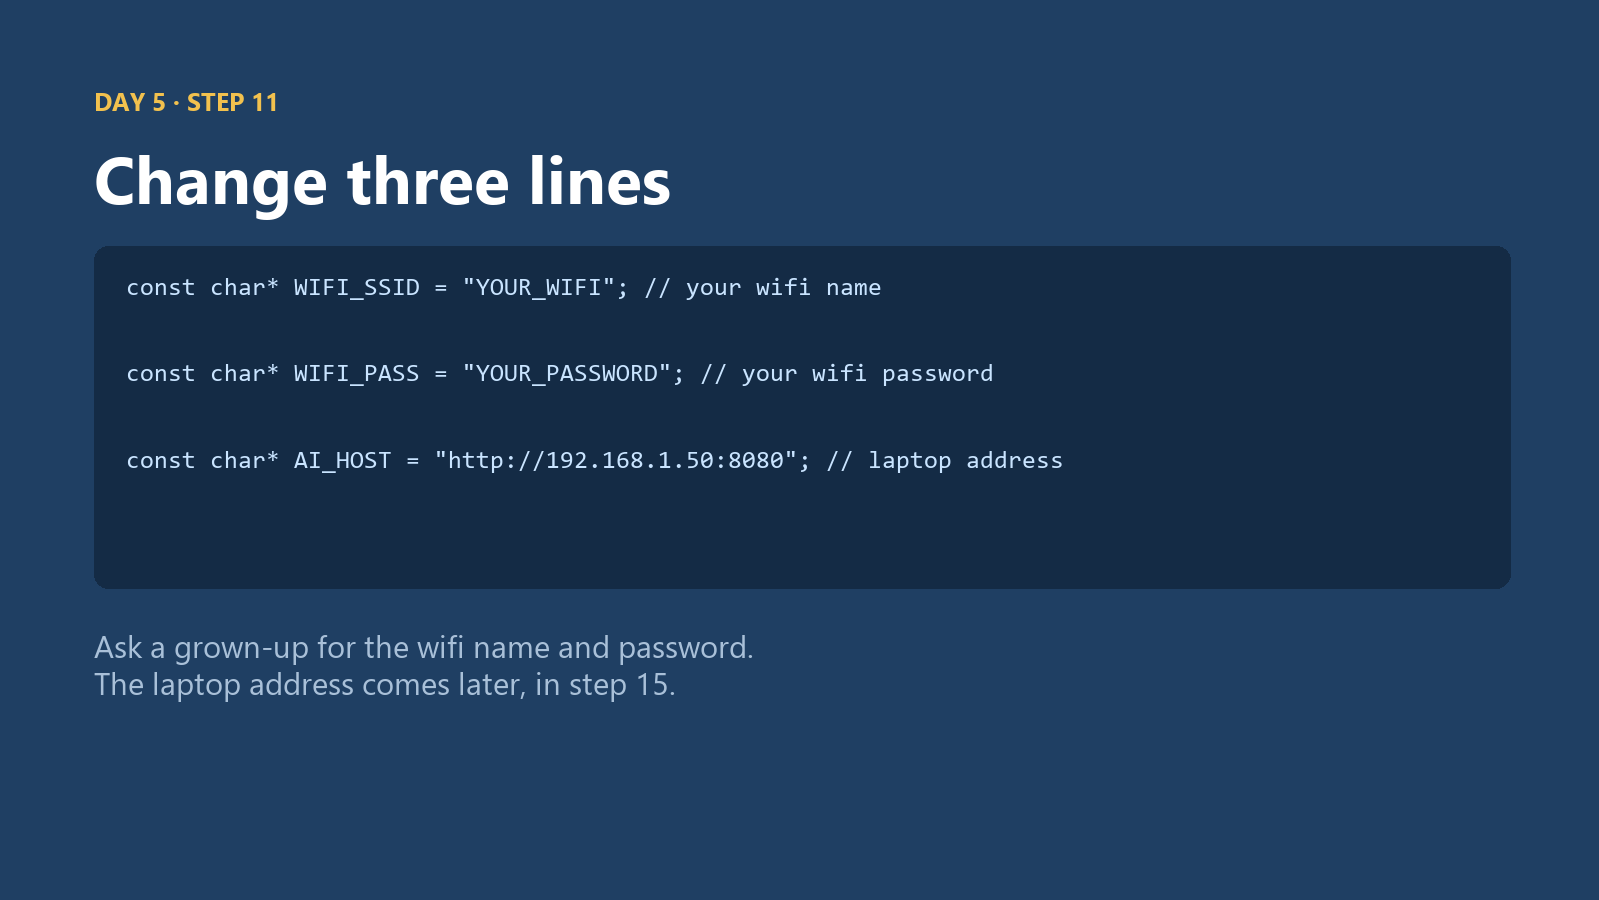 DAY 5 · STEP 11
Change three lines
const char* WIFI_SSID = "YOUR_WIFI"; // your wifi name
const char* WIFI_PASS = "YOUR_PASSWORD"; // your wifi password
const char* AI_HOST = "http://192.168.1.50:8080"; // laptop address
Ask a grown-up for the wifi name and password.
The laptop address comes later, in step 15.